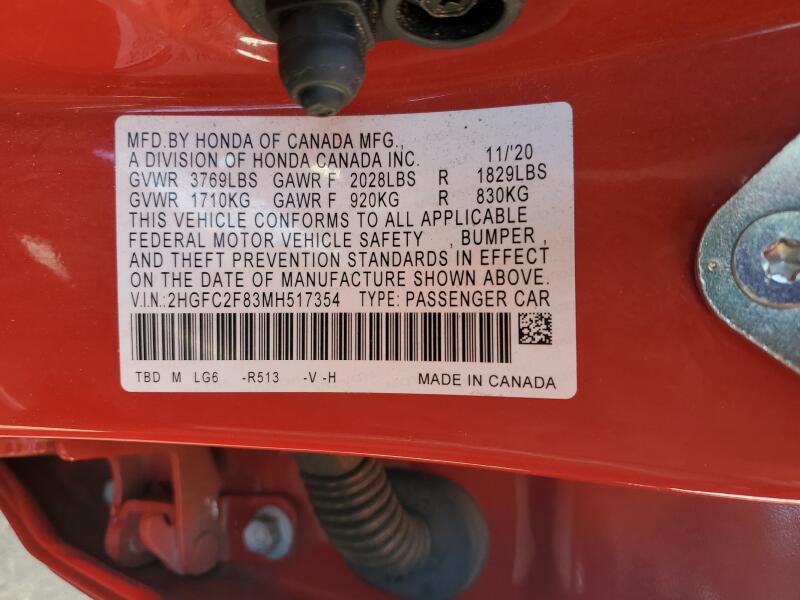 MFD.BY HONDA OF CANADA MFG.,
A DIVISION OF HONDA CANADA INC. 11/'20
GVWR 3769LBS GAWR F 2028LBS R 1829LBS
GVWR 1710KG GAWR F 920KG R 830KG
THIS VEHICLE CONFORMS TO ALL APPLICABLE
FEDERAL MOTOR VEHICLE SAFETY , BUMPER ,
AND THEFT PREVENTION STANDARDS IN EFFECT
ON THE DATE OF MANUFACTURE SHOWN ABOVE.
V.I.N.:2HGFC2F83MH517354 TYPE: PASSENGER CAR
TBD M LG6 -R513 -V -H MADE IN CANADA